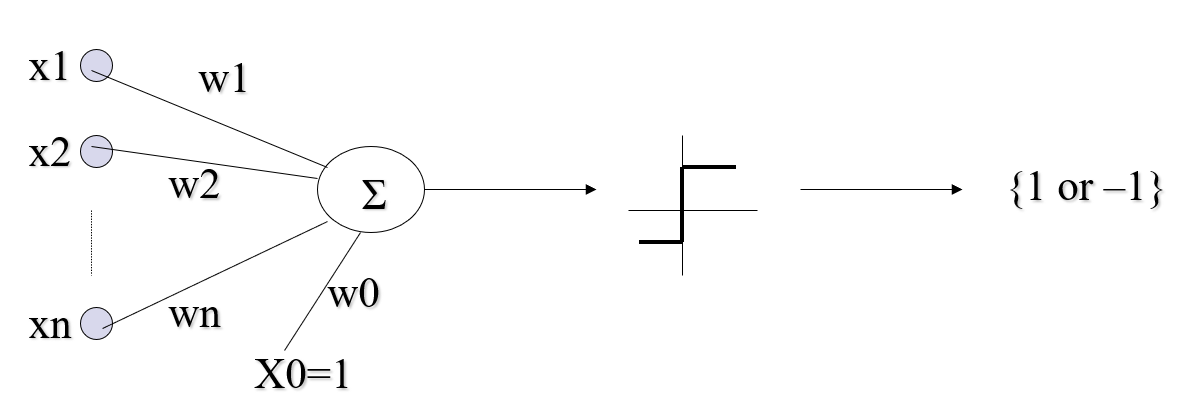 x1
w1
x2
w2
Σ
{1 or –1}
xn
wn
w0
X0=1